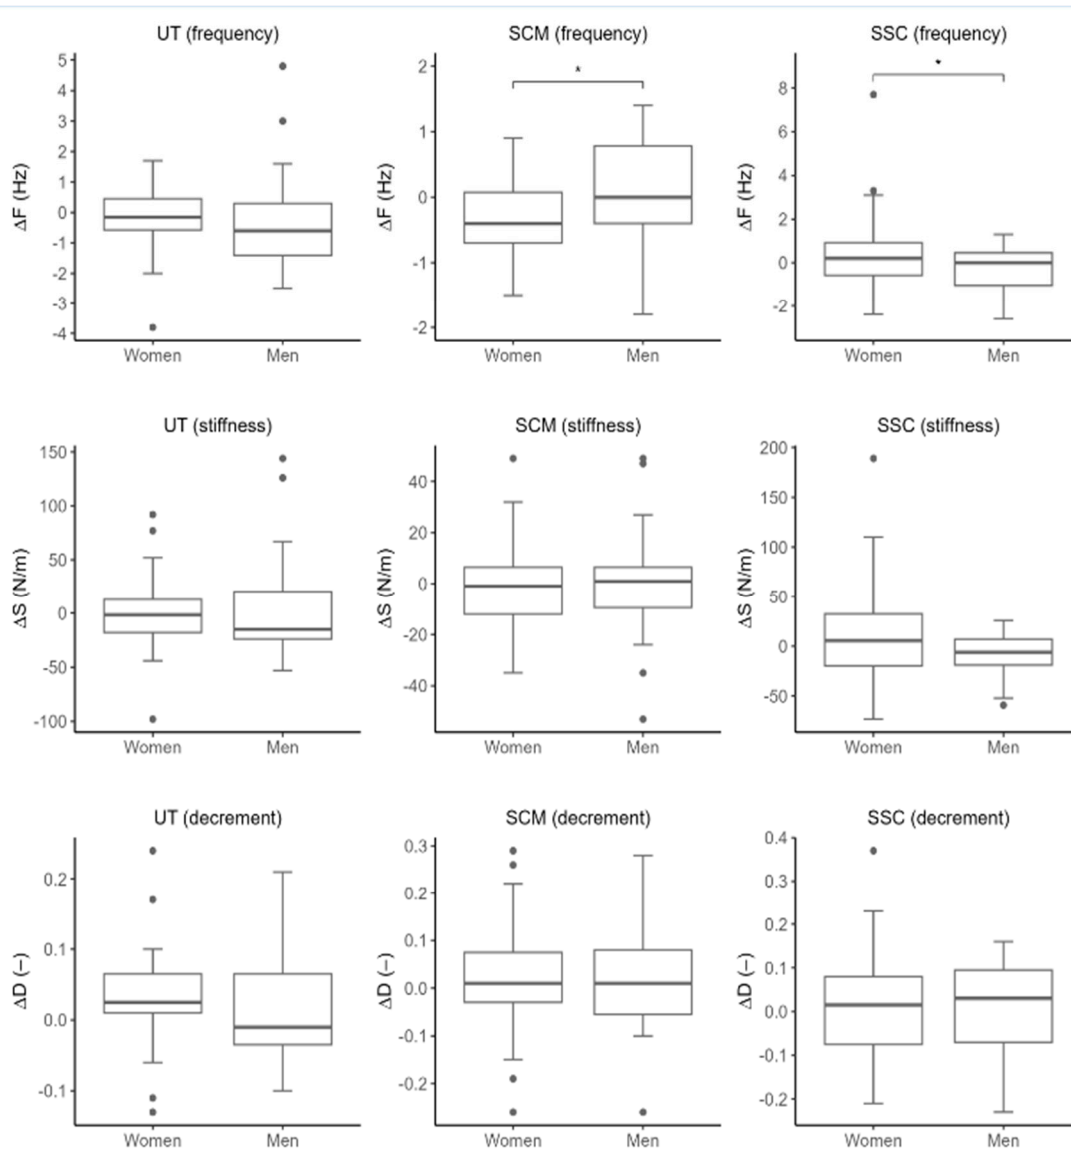 UT (frequency)
SCM (frequency)
SSC (frequency)
ΔF (Hz)
5
4
3
2
1
0
-1
-2
-3
-4
Women
Men
ΔF (Hz)
2
1
0
-1
-2
*
Women
Men
ΔF (Hz)
8
6
4
2
0
-2
*
Women
Men
UT (stiffness)
SCM (stiffness)
SSC (stiffness)
ΔS (N/m)
150
100
50
0
-50
-100
Women
Men
ΔS (N/m)
40
20
0
-20
-40
Women
Men
ΔS (N/m)
200
150
100
50
0
-50
Women
Men
UT (decrement)
SCM (decrement)
SSC (decrement)
ΔD (–)
0.2
0.1
0.0
-0.1
Women
Men
ΔD (–)
0.3
0.2
0.1
0.0
-0.1
-0.2
Women
Men
ΔD (–)
0.4
0.3
0.2
0.1
0.0
-0.1
-0.2
Women
Men